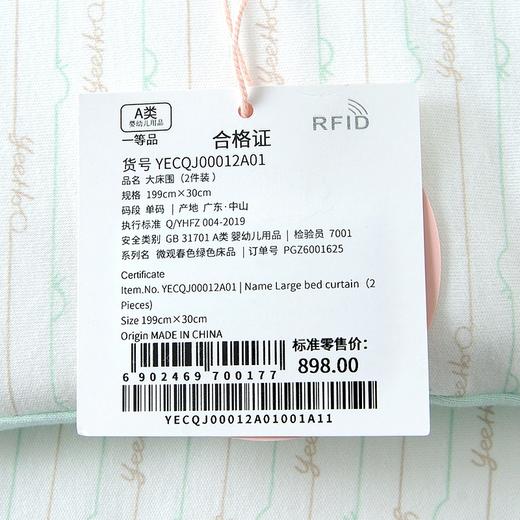 A类
婴幼儿用品
一等品
合格证
RFID
货号 YECQJ00012A01
品名 大床围（2件装）
规格 199cm×30cm
码段 单码 | 产地 广东·中山
执行标准 Q/YHFZ 004-2019
安全类别 GB 31701 A类 婴幼儿用品 | 检验员 7001
系列名 微观春色绿色床品 | 订单号 PGZ6001625
Certificate
Item.No. YECQJ00012A01 | Name Large bed curtain（2
Pieces)
Size 199cm×30cm
Origin MADE IN CHINA
标准零售价:
898.00
6 902469 700177
YECQJ00012A01001A11
YeeHoO
YeeHoO
YeeHoO
YeeHoO